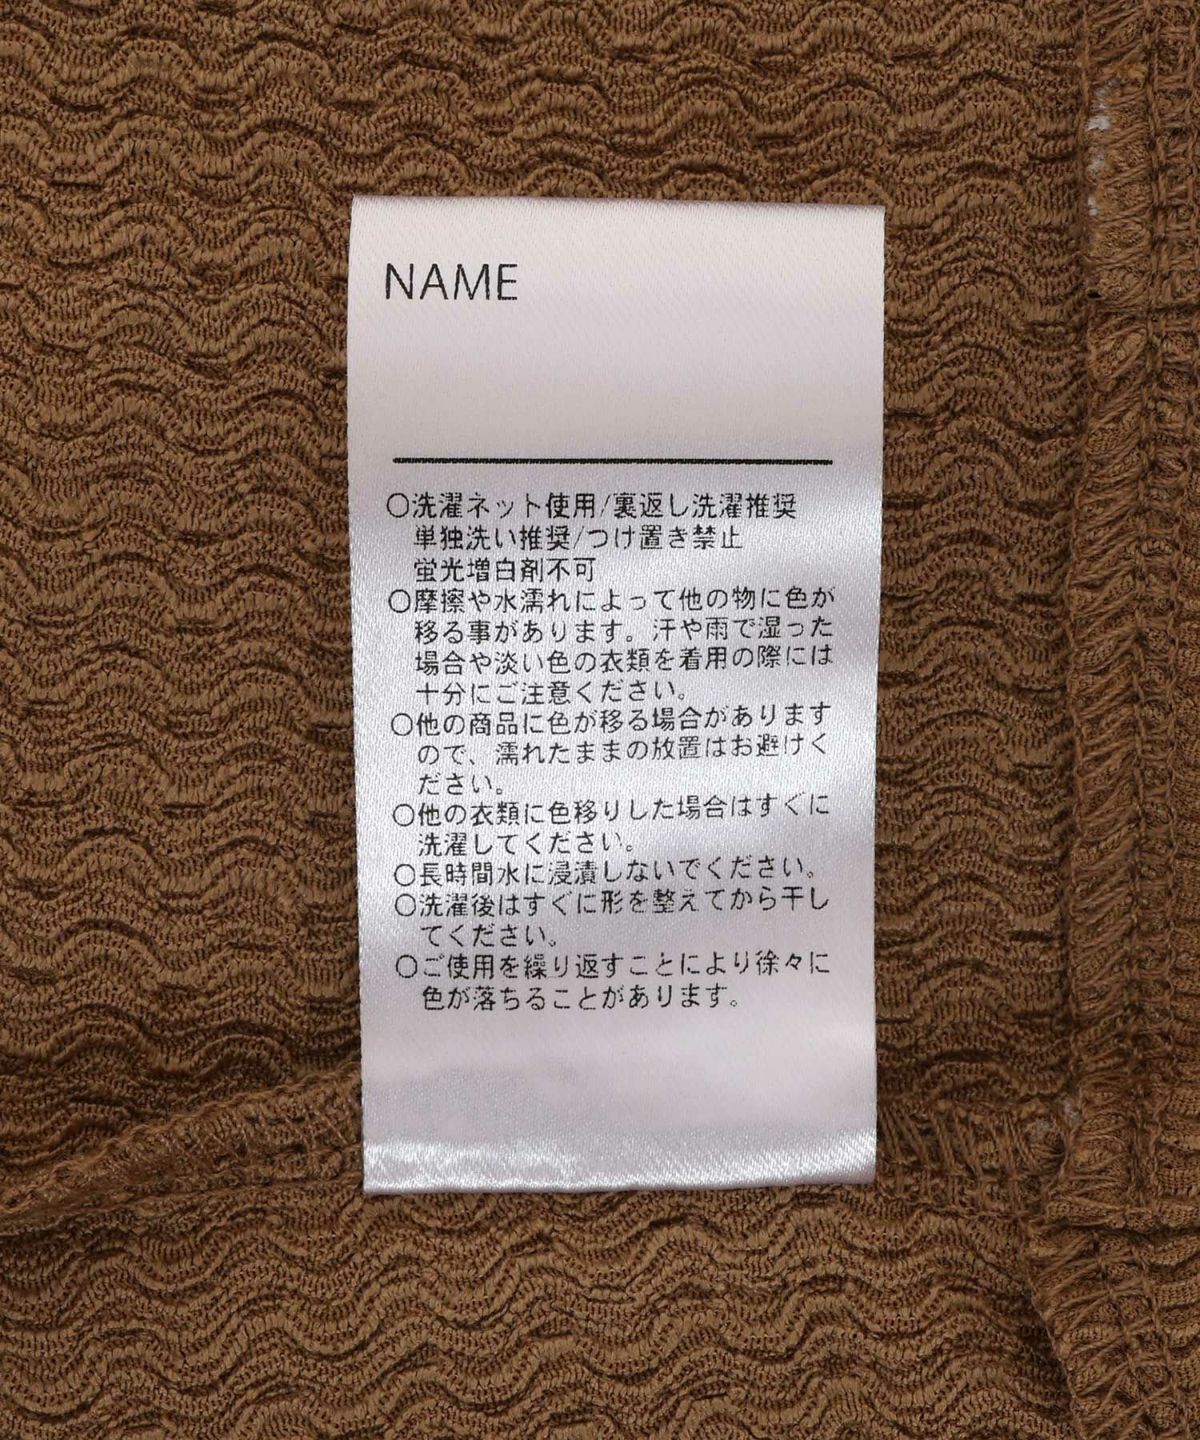 NAME
○洗濯ネット使用/裏返し洗濯推奨
単独洗い推奨/つけ置き禁止
蛍光増白剤不可
○摩擦や水濡れによって他の物に色が
移る事があります。汗や雨で湿った
場合や淡い色の衣類を着用の際には
十分にご注意ください。
○他の商品に色が移る場合があります
ので、濡れたままの放置はお避けく
ださい。
○他の衣類に色移りした場合はすぐに
洗濯してください。
○長時間水に浸漬しないでください。
○洗濯後はすぐに形を整えてから干し
てください。
○ご使用を繰り返すことにより徐々に
色が落ちることがあります。